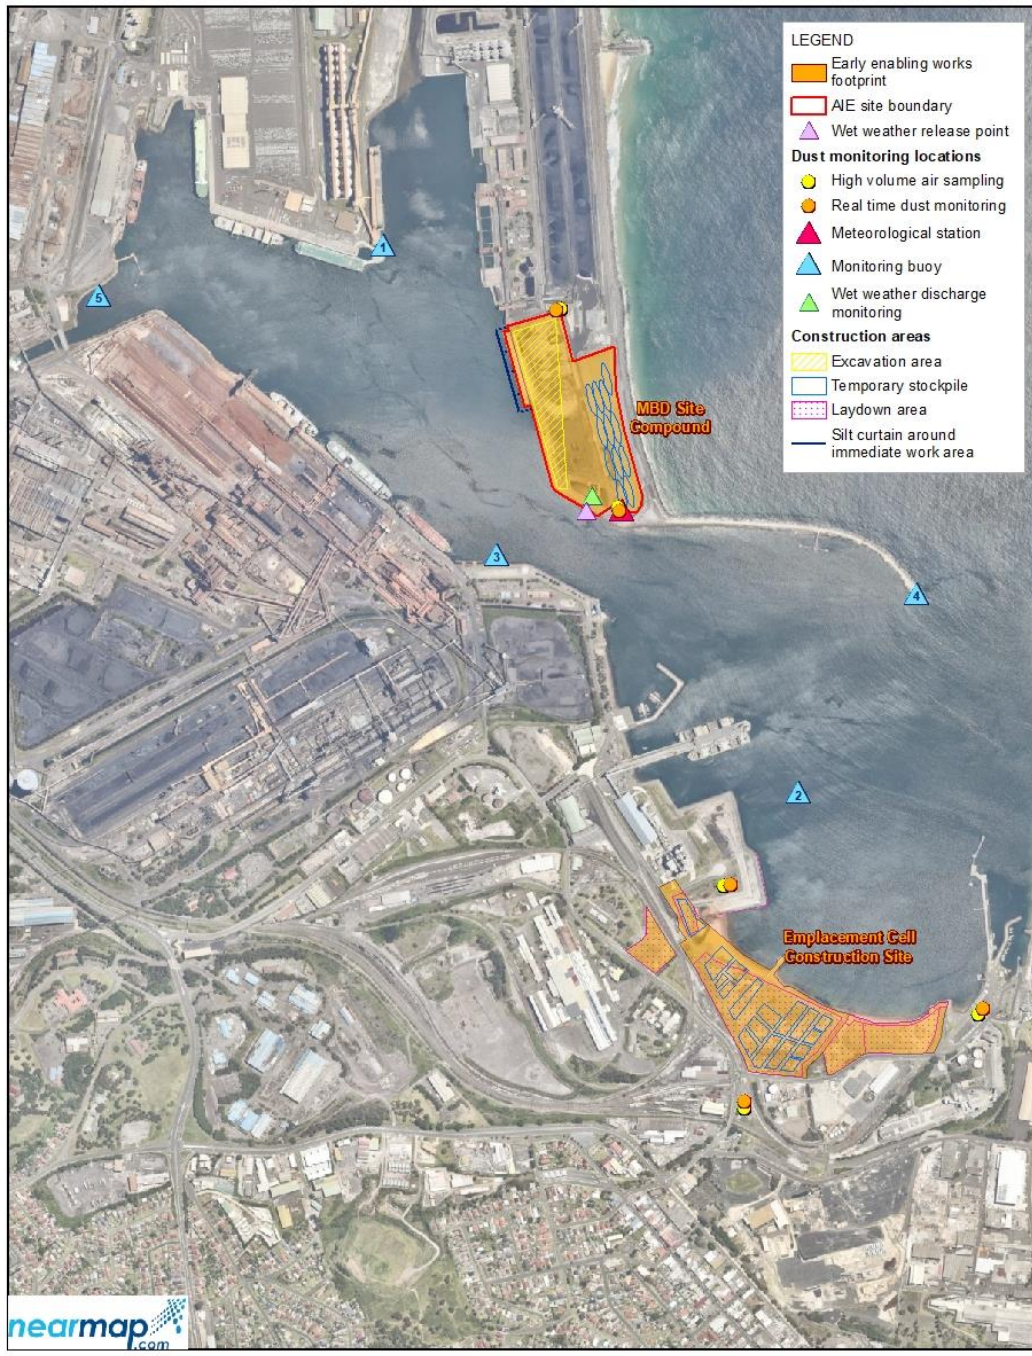 LEGEND
Early enabling works
footprint
AIE site boundary
Wet weather release point
Dust monitoring locations
High volume air sampling
Real time dust monitoring
Meteorological station
Monitoring buoy
Wet weather discharge
monitoring
Construction areas
Excavation area
Temporary stockpile
Laydown area
Silt curtain around
immediate work area
1
5
MBD Site
Compound
3
4
2
Emplacement Cell
Construction Site
nearmap
.com